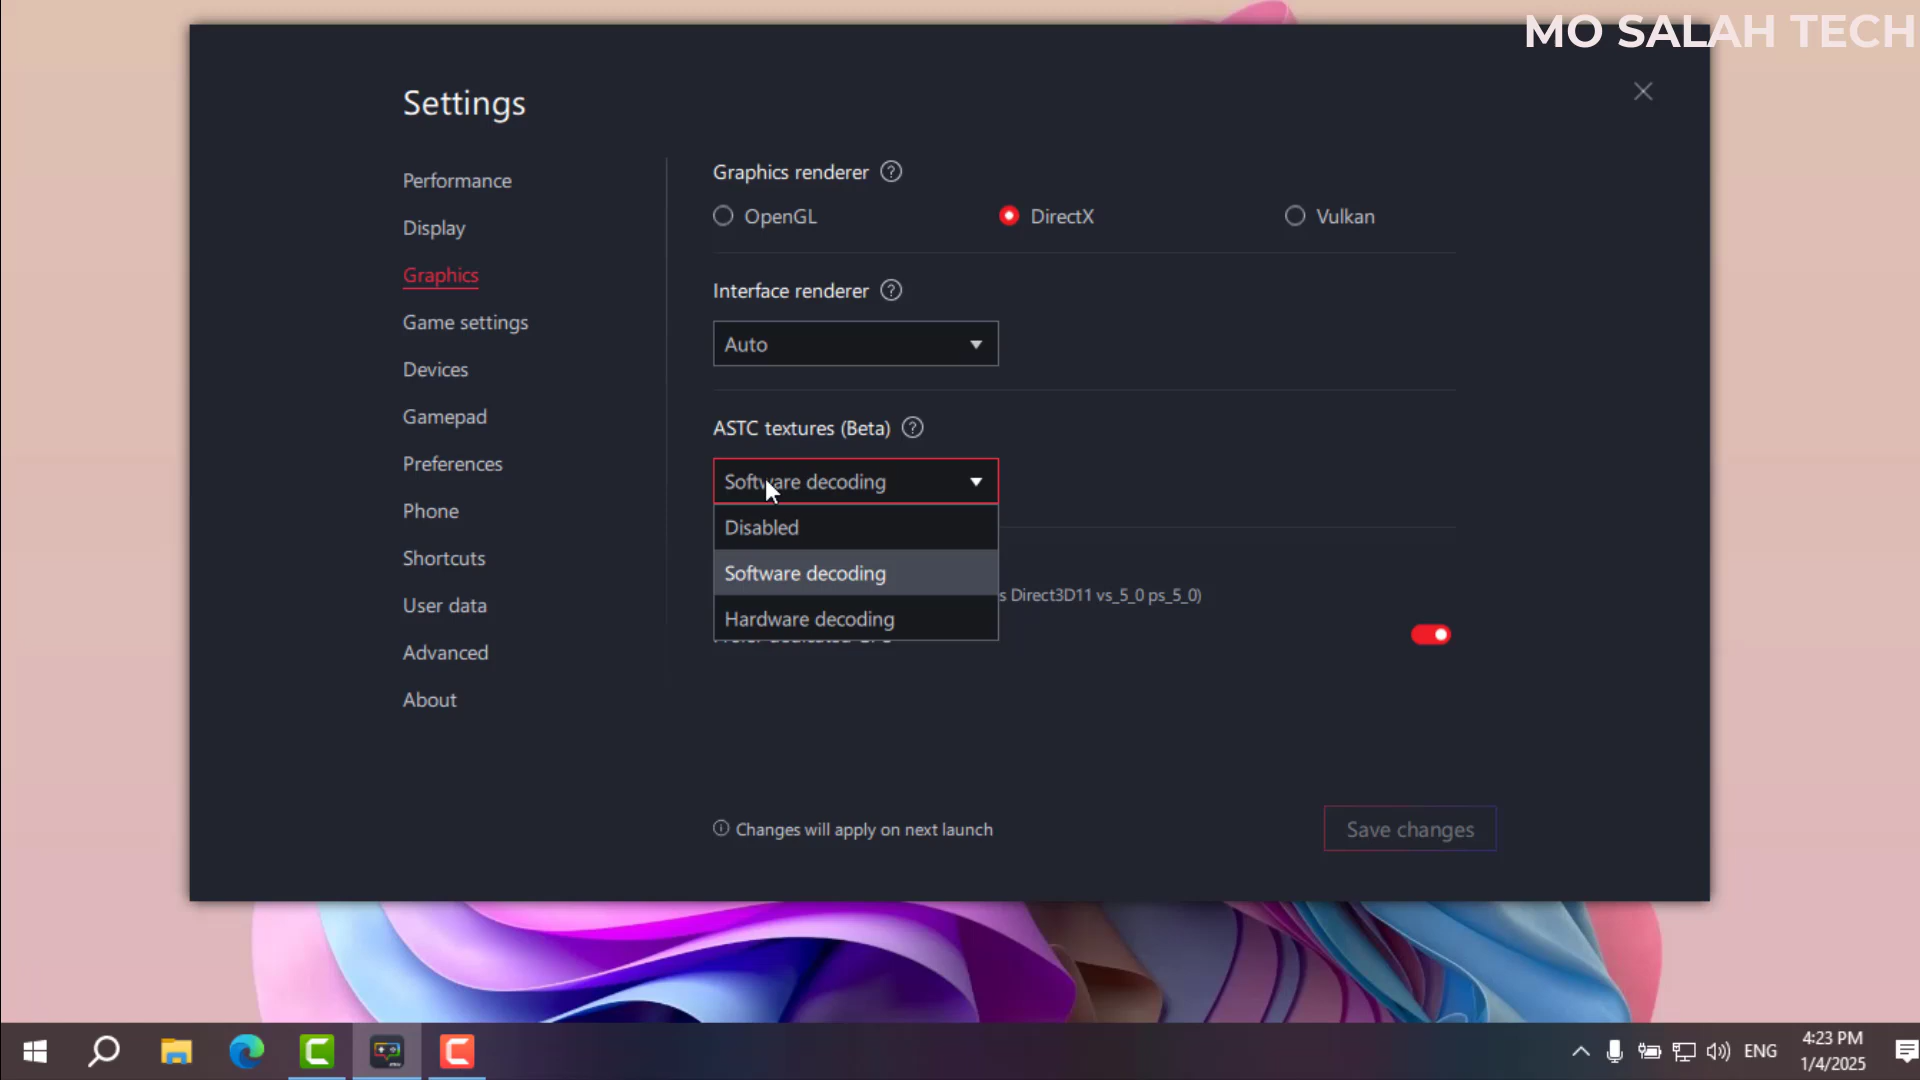 MO SALAH TECH
Settings
Performance
Display
Graphics
Game settings
Devices
Gamepad
Preferences
Phone
Shortcuts
User data
Advanced
About
Graphics renderer
OpenGL
DirectX
Vulkan
Interface renderer
Auto
ASTC textures (Beta)
Software decoding
Disabled
Software decoding
Hardware decoding
s Direct3D11 vs_5_0 ps_5_0)
Changes will apply on next launch
Save changes
ENG
4:23 PM
1/4/2025